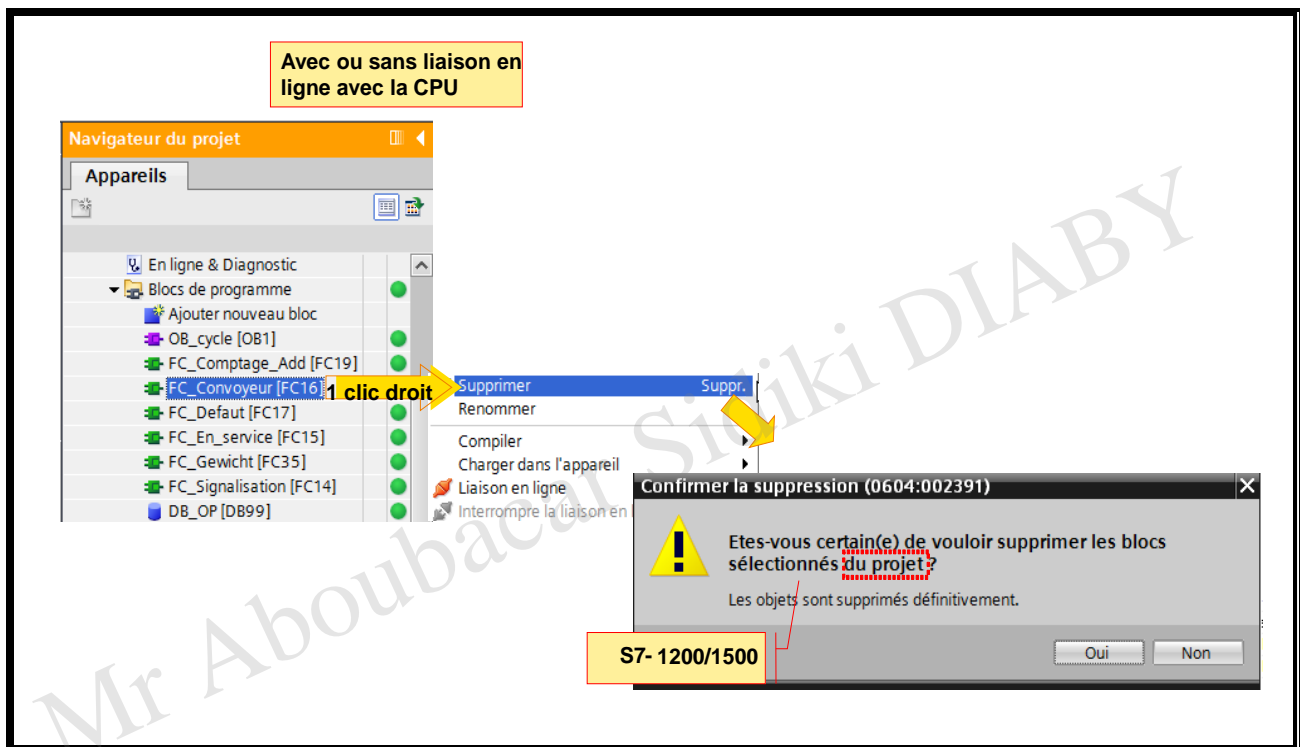 Avec ou sans liaison en
ligne avec la CPU
Navigateur du projet
Appareils
En ligne & Diagnostic
Blocs de programme
Ajouter nouveau bloc
OB_cycle [OB1]
FC_Comptage_Add [FC19]
FC_Convoyeur [FC16]
1 clic droit
FC_Defaut [FC17]
FC_En_service [FC15]
FC_Gewicht [FC35]
FC_Signalisation [FC14]
DB_OP [DB99]
Supprimer Suppr.
Renommer
Compiler
Charger dans l'appareil
Liaison en ligne
Interrompre la liaison en
Confirmer la suppression (0604:002391)
Etes-vous certain(e) de vouloir supprimer les blocs
sélectionnés du projet ?
Les objets sont supprimés définitivement.
Oui Non
S7- 1200/1500
Mr Aboubacar Sidiki DIABY